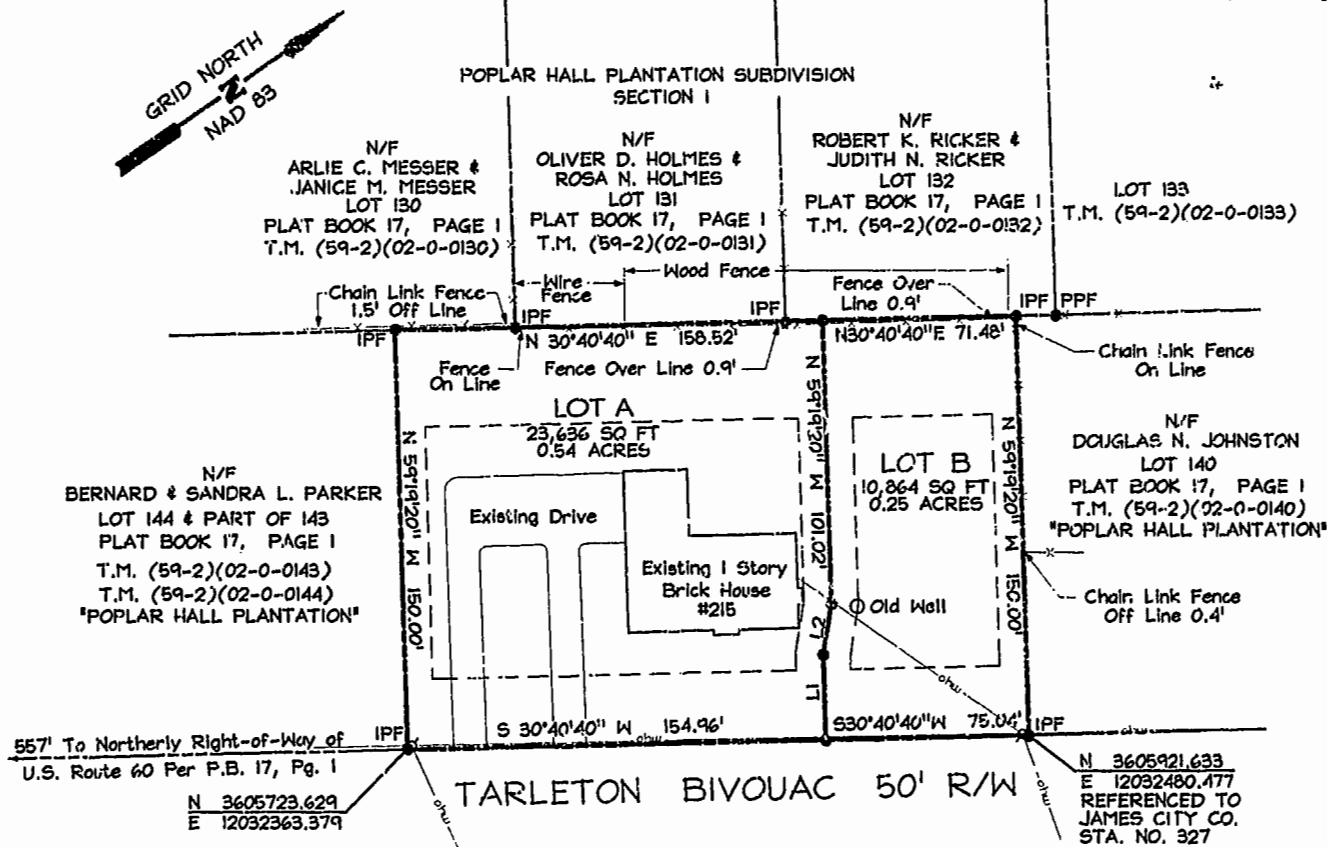 GRID NORTH
N
NAD 83
POPLAR HALL PLANTATION SUBDIVISION
SECTION 1
N/F
ARLIE C. MESSER &
JANICE M. MESSER
LOT 130
PLAT BOOK 17, PAGE 1
T.M. (59-2)(02-0-0130)
N/F
OLIVER D. HOLMES &
ROSA N. HOLMES
LOT 131
PLAT BOOK 17, PAGE 1
T.M. (59-2)(02-0-0131)
N/F
ROBERT K. RICKER &
JUDITH N. RICKER
LOT 132
PLAT BOOK 17, PAGE 1
T.M. (59-2)(02-0-0132)
LOT 133
T.M. (59-2)(02-0-0133)
Chain Link Fence
1.5' Off Line
Wire
Fence
Wood Fence
Fence Over
Line 0.9'
IPF
IPF
IPF
IPF
PPF
N 30°40'40" E 158.52'
N30°40'40"E 71.48'
Fence
On Line
Fence Over Line 0.9'
Chain Link Fence
On Line
LOT A
23,636 SQ FT
0.54 ACRES
LOT B
10,864 SQ FT
0.25 ACRES
N 59°19'20" W 150.00'
N 59°19'20" W 101.02'
N 59°19'20" W 150.00'
N/F
BERNARD & SANDRA L. PARKER
LOT 144 & PART OF 143
PLAT BOOK 17, PAGE 1
T.M. (59-2)(02-0-0143)
T.M. (59-2)(02-0-0144)
"POPLAR HALL PLANTATION"
Existing Drive
Existing 1 Story
Brick House
#215
Old Well
L2
L1
N/F
DOUGLAS N. JOHNSTON
LOT 140
PLAT BOOK 17, PAGE 1
T.M. (59-2)(02-0-0140)
"POPLAR HALL PLANTATION"
Chain Link Fence
Off Line 0.4'
ohw
IPF
S 30°40'40" W 154.96'
S30°40'40"W 75.04'
IPF
ohw
ohw
557' To Northerly Right-of-Way of
U.S. Route 60 Per P.B. 17, Pg. 1
N 3605723.629
E 12032363.379
ohw
TARLETON BIVOUAC 50' R/W
ohw
N 3605921.633
E 12032480.477
REFERENCED TO
JAMES CITY CO.
STA. NO. 327